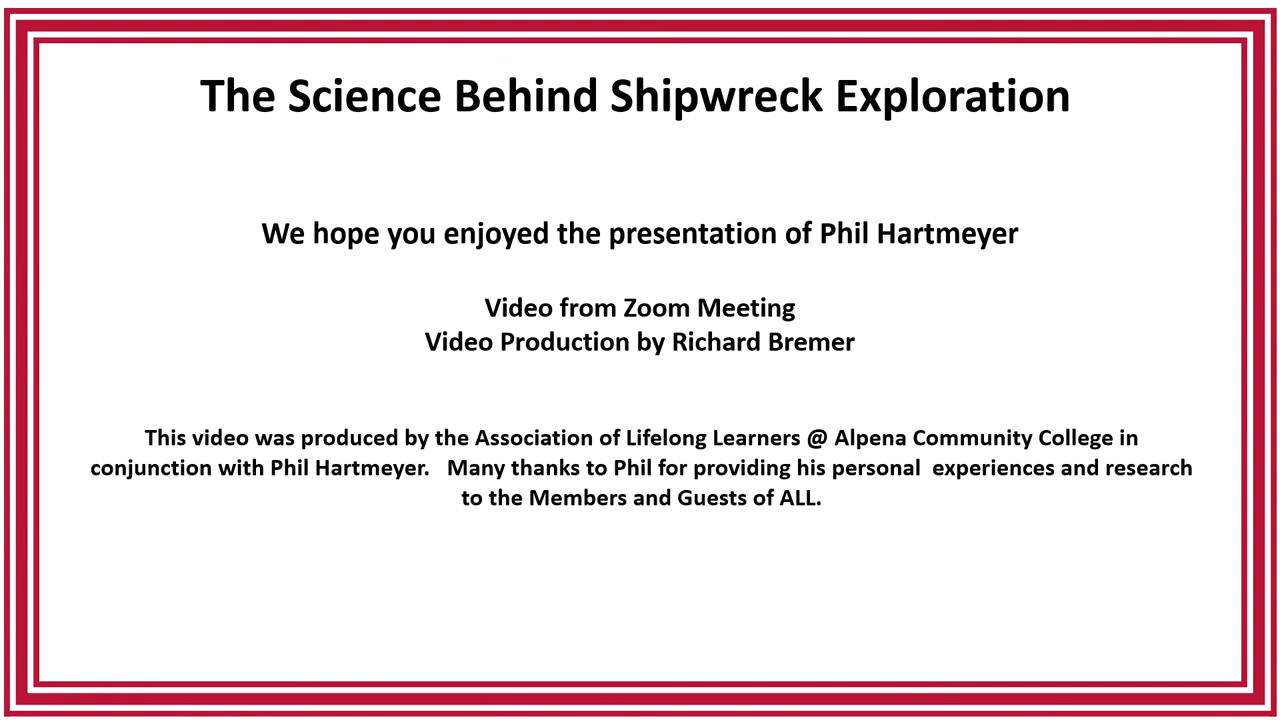 The Science Behind Shipwreck Exploration
We hope you enjoyed the presentation of Phil Hartmeyer
Video from Zoom Meeting
Video Production by Richard Bremer
This video was produced by the Association of Lifelong Learners @ Alpena Community College in
conjunction with Phil Hartmeyer.   Many thanks to Phil for providing his personal  experiences and research
to the Members and Guests of ALL.